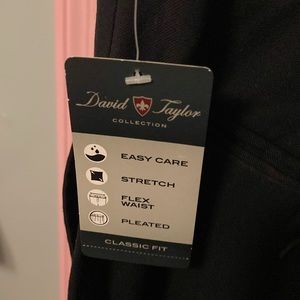 David Taylor
COLLECTION
EASY CARE
STRETCH
FLEX
WAIST
PLEATED
CLASSIC FIT